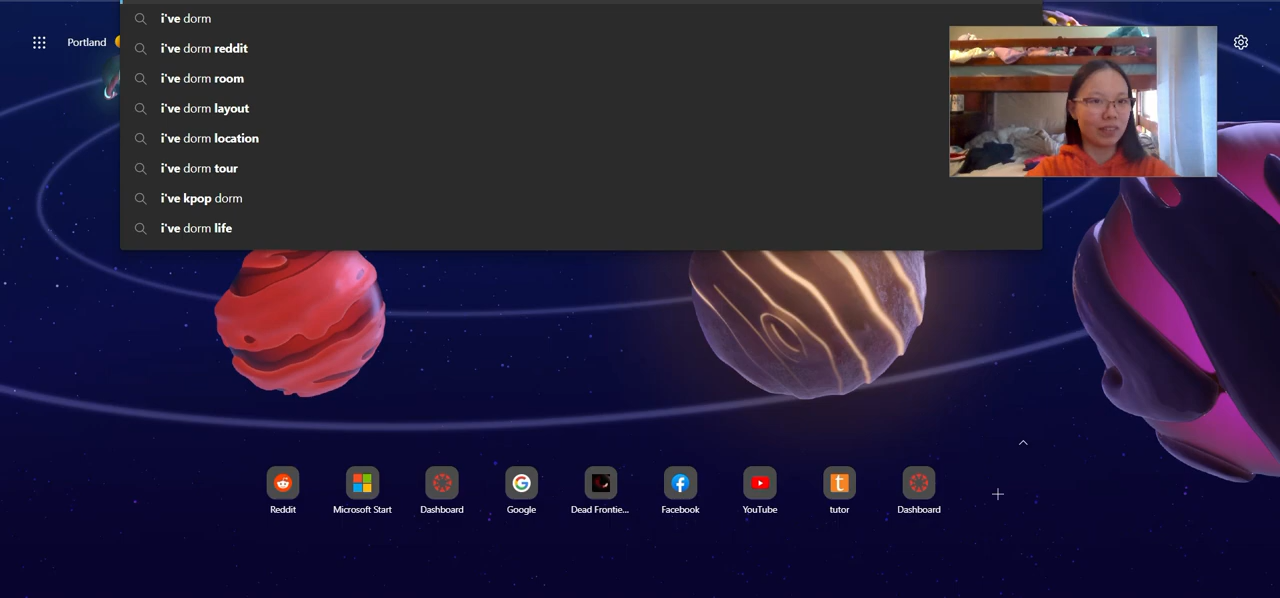 i've dorm
i've dorm reddit
Portland
i've dorm room
i've dorm layout
i've dorm location
i've dorm tour
i've kpop dorm
i've dorm life
Reddit
Microsoft Start
Dashboard
Google
Dead Frontie...
Facebook
YouTube
tutor
Dashboard